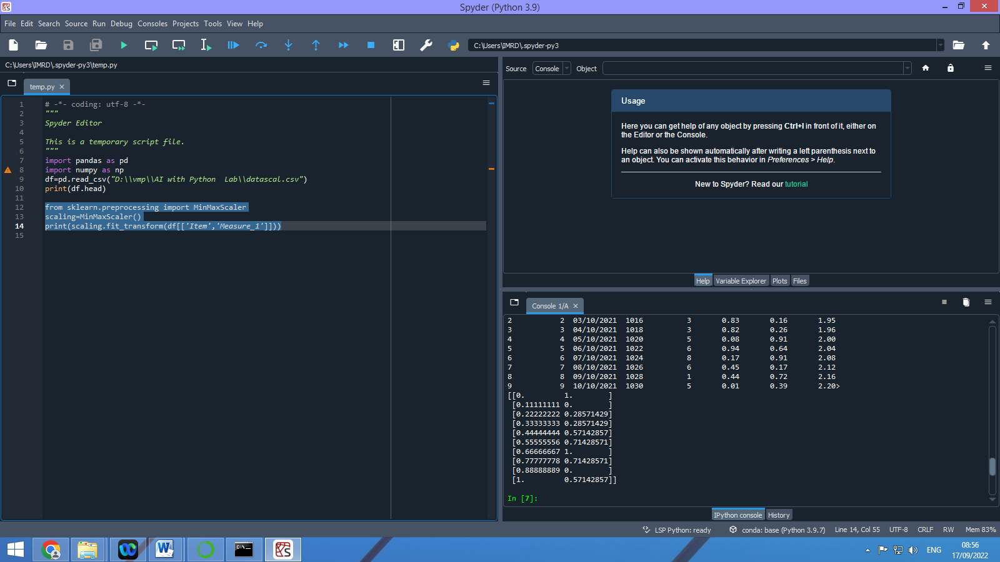 Spyder (Python 3.9)
File Edit Search Source Run Debug Consoles Projects Tools View Help
C:\Users\IMRD\.spyder-py3
C:\Users\IMRD\.spyder-py3\temp.py
temp.py
1 # -*- coding: utf-8 -*-
2 """
3 Spyder Editor
4
5 This is a temporary script file.
6 """
7 import pandas as pd
8 import numpy as np
9 df=pd.read_csv("D:\\vmp\\AI with Python  Lab\\datascal.csv")
10 print(df.head)
11
12 from sklearn.preprocessing import MinMaxScaler
13 scaling=MinMaxScaler()
14 print(scaling.fit_transform(df[['Item','Measure_1']]))
15
Source Console Object
Usage
Here you can get help of any object by pressing Ctrl+I in front of it, either on
the Editor or the Console.
Help can also be shown automatically after writing a left parenthesis next to
an object. You can activate this behavior in Preferences > Help.
New to Spyder? Read our tutorial
Help Variable Explorer Plots Files
Console 1/A
2 2 03/10/2021 1016 3 0.83 0.16 1.95
3 3 04/10/2021 1018 3 0.82 0.26 1.96
4 4 05/10/2021 1020 5 0.08 0.91 2.00
5 5 06/10/2021 1022 6 0.94 0.64 2.04
6 6 07/10/2021 1024 8 0.17 0.91 2.08
7 7 08/10/2021 1026 6 0.45 0.17 2.12
8 8 09/10/2021 1028 1 0.44 0.72 2.16
9 9 10/10/2021 1030 5 0.01 0.39 2.20>
[[0. 1. ]
[0.11111111 0. ]
[0.22222222 0.28571429]
[0.33333333 0.28571429]
[0.44444444 0.57142857]
[0.55555556 0.71428571]
[0.66666667 1. ]
[0.77777778 0.71428571]
[0.88888889 0. ]
[1. 0.57142857]]
In [7]:
IPython console History
LSP Python: ready conda: base (Python 3.9.7) Line 14, Col 55 UTF-8 CRLF RW Mem 83%
ENG
08:56
17/09/2022